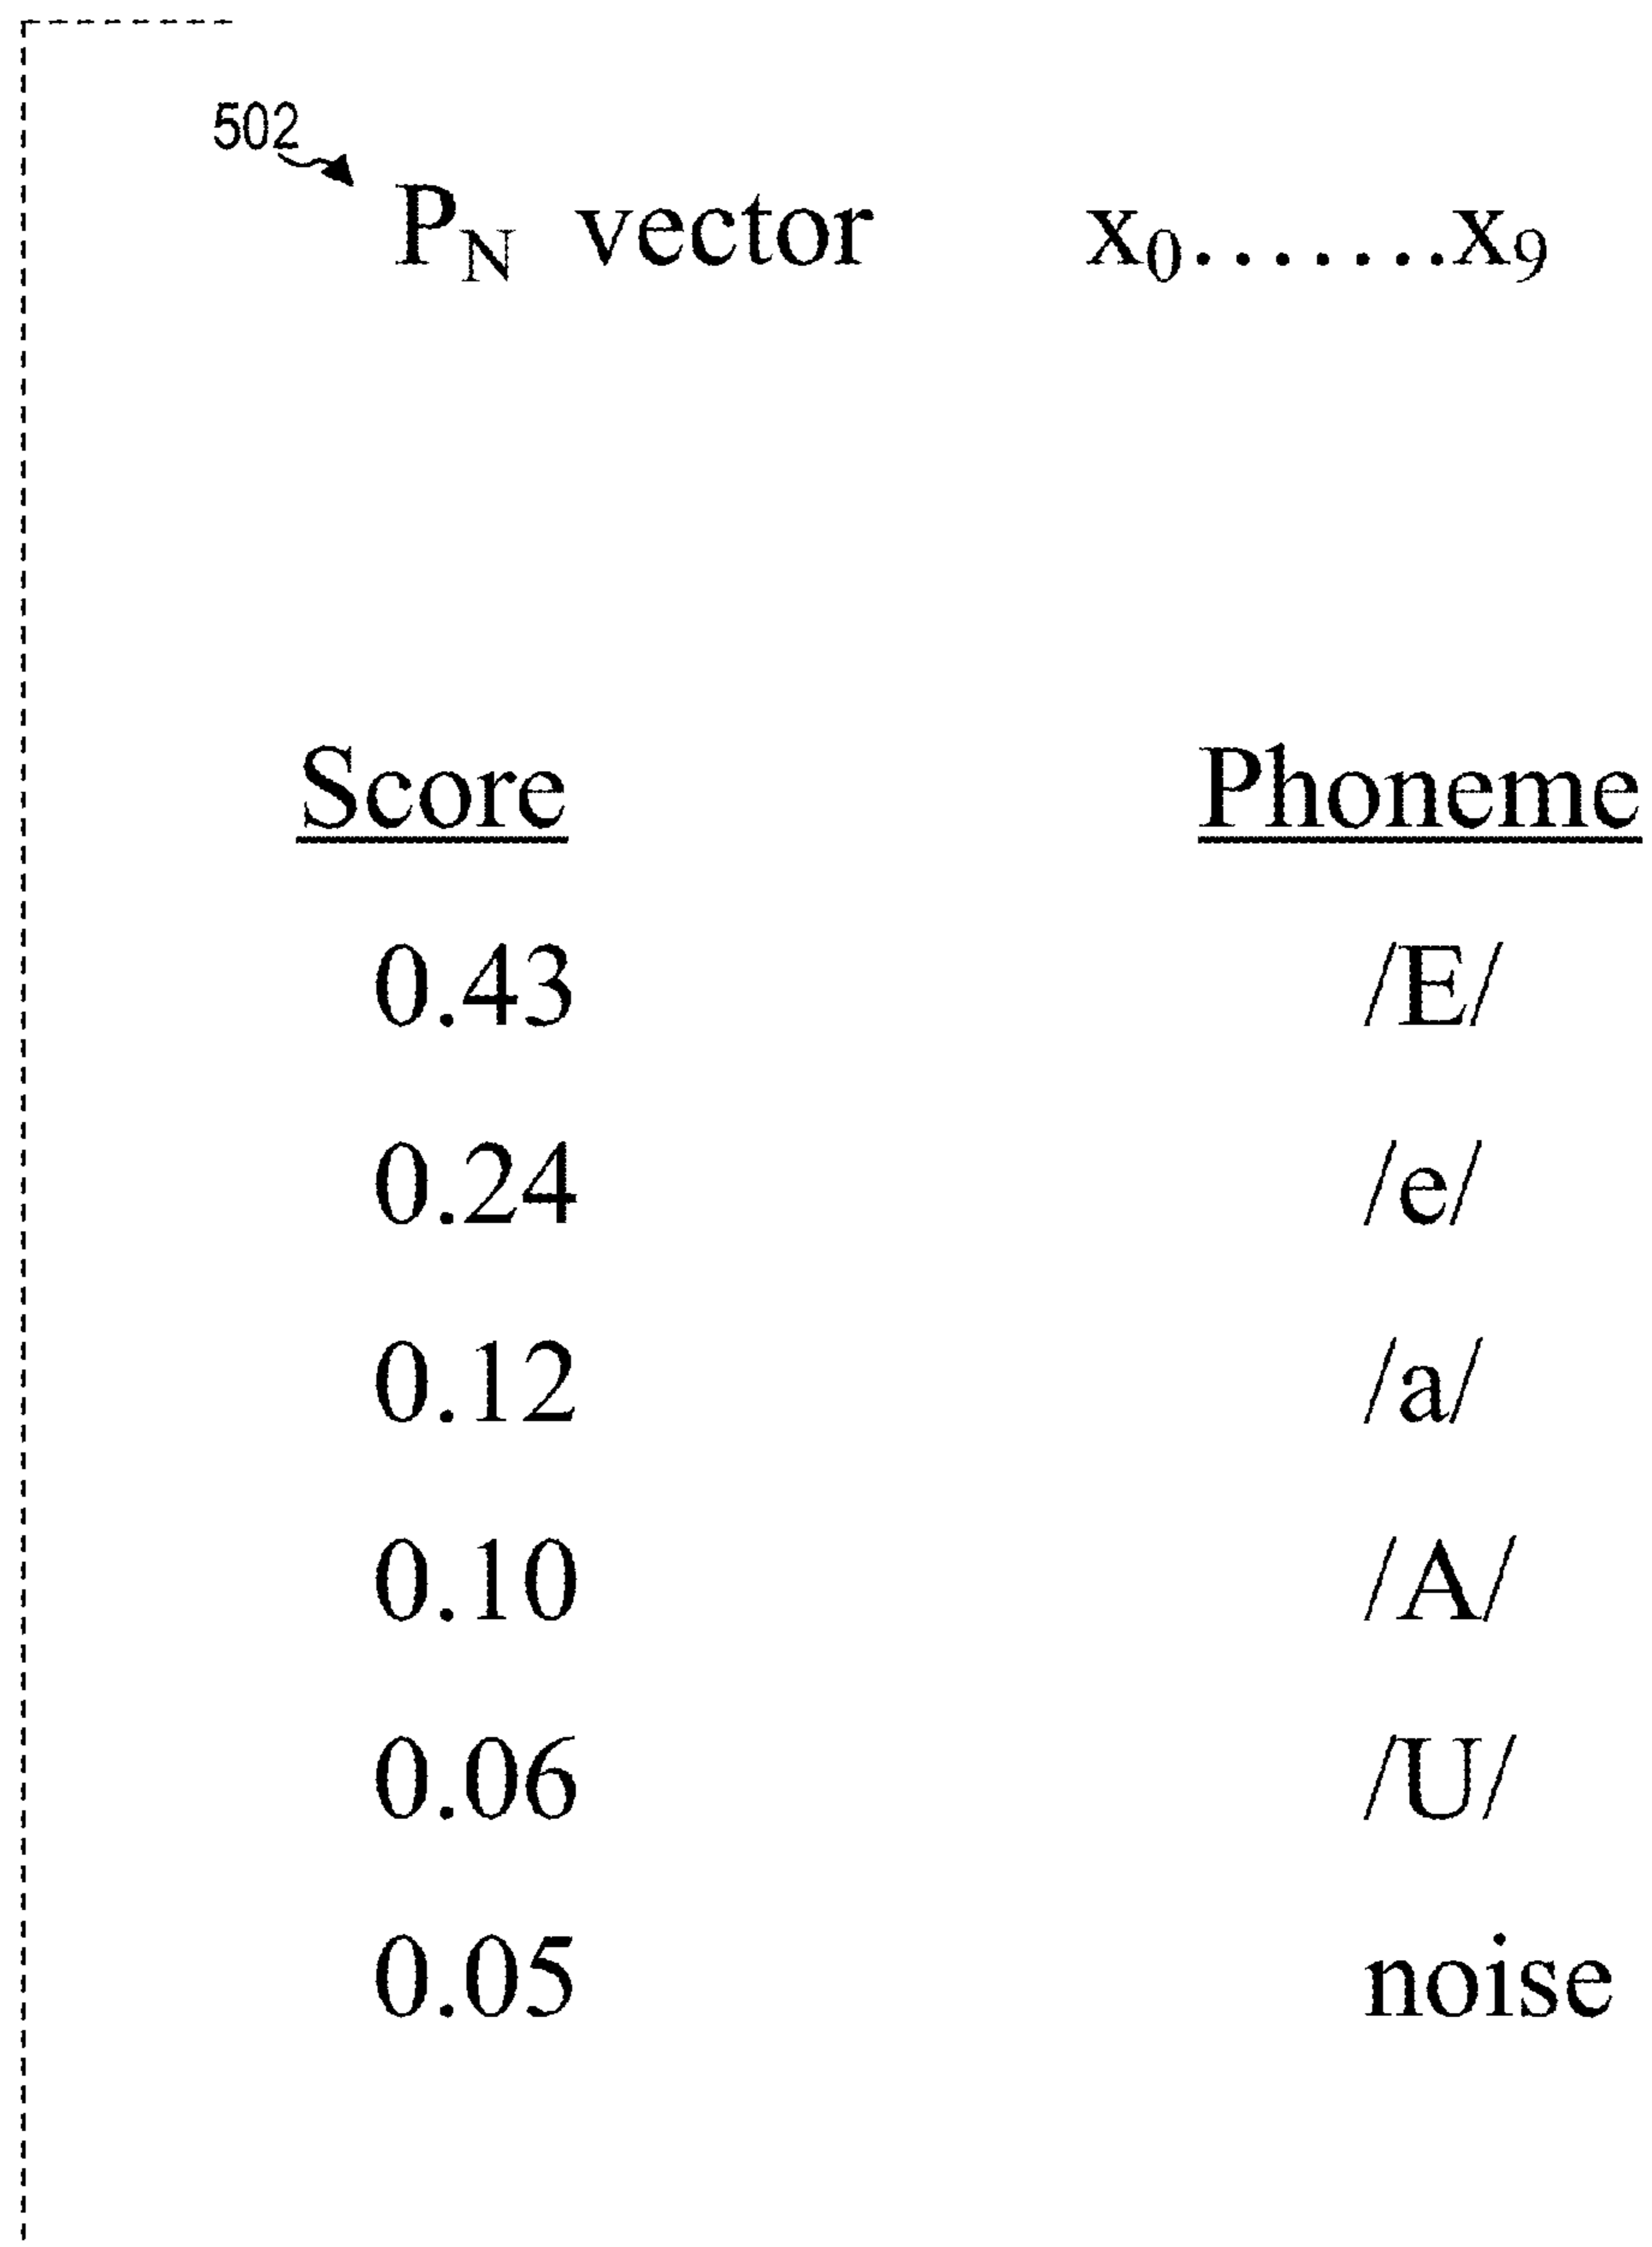 502
P_N vector x_0.......x_9
Score Phoneme
0.43 /E/
0.24 /e/
0.12 /a/
0.10 /A/
0.06 /U/
0.05 noise